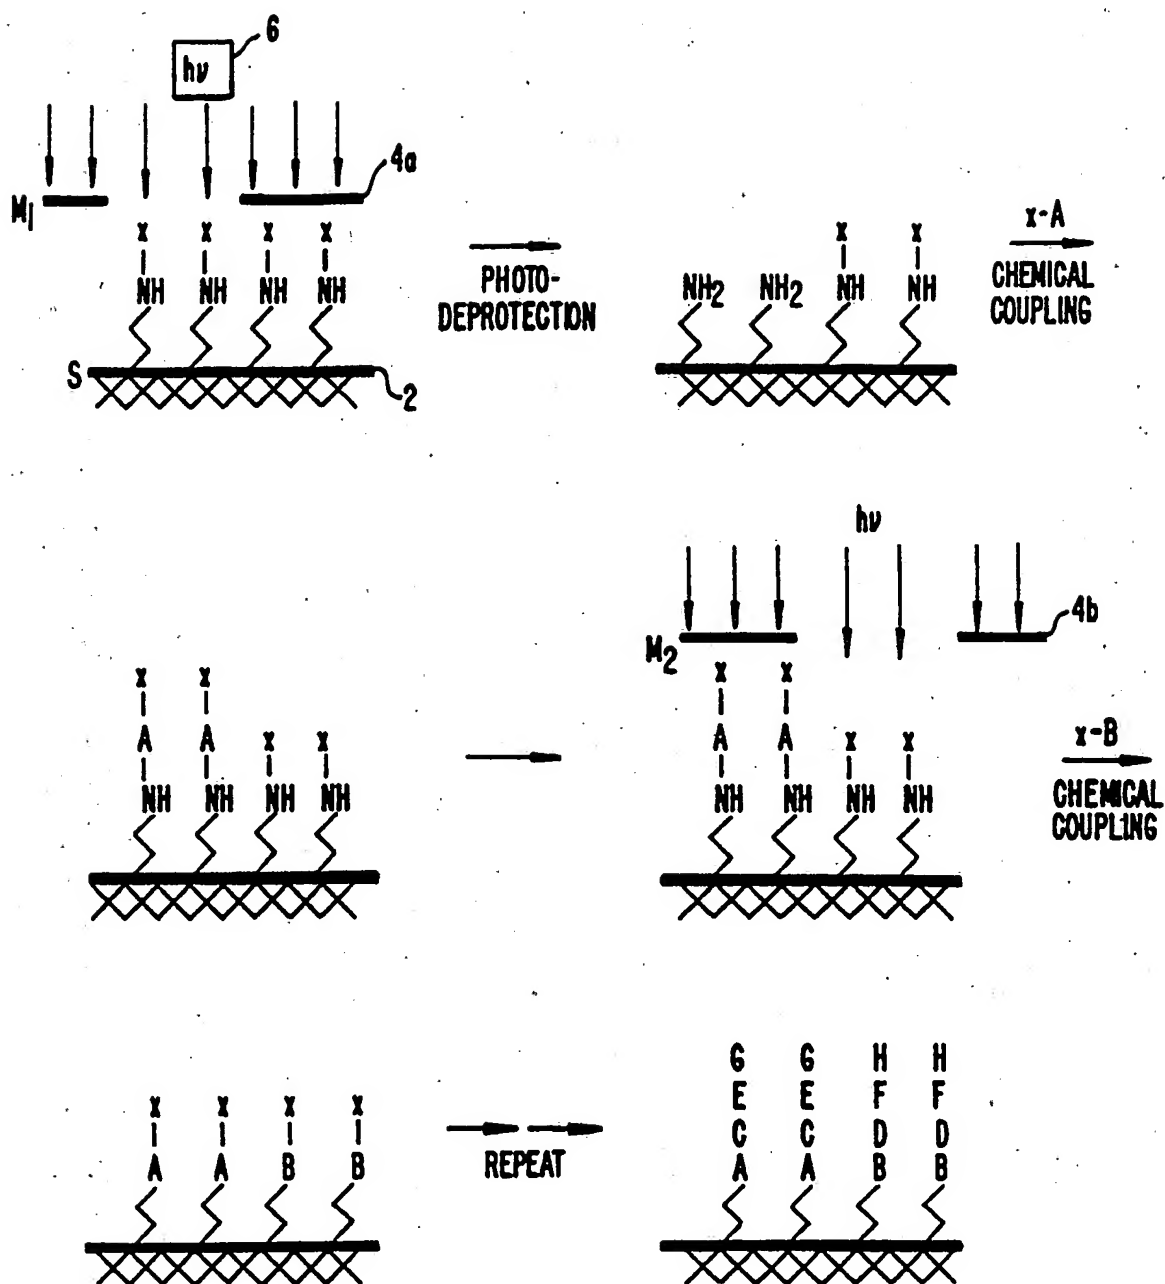 6
hν
4a
M1
x x x x
NH NH NH NH
S
2
PHOTO-
DEPROTECTION
x x
NH2 NH2 NH NH
x-A
CHEMICAL
COUPLING
x x
A A x x
NH NH NH NH
hν
4b
M2
x x
A A x x
NH NH NH NH
x-B
CHEMICAL
COUPLING
x x x x
A A B B
REPEAT
G G H H
E E F F
C C D D
A A B B